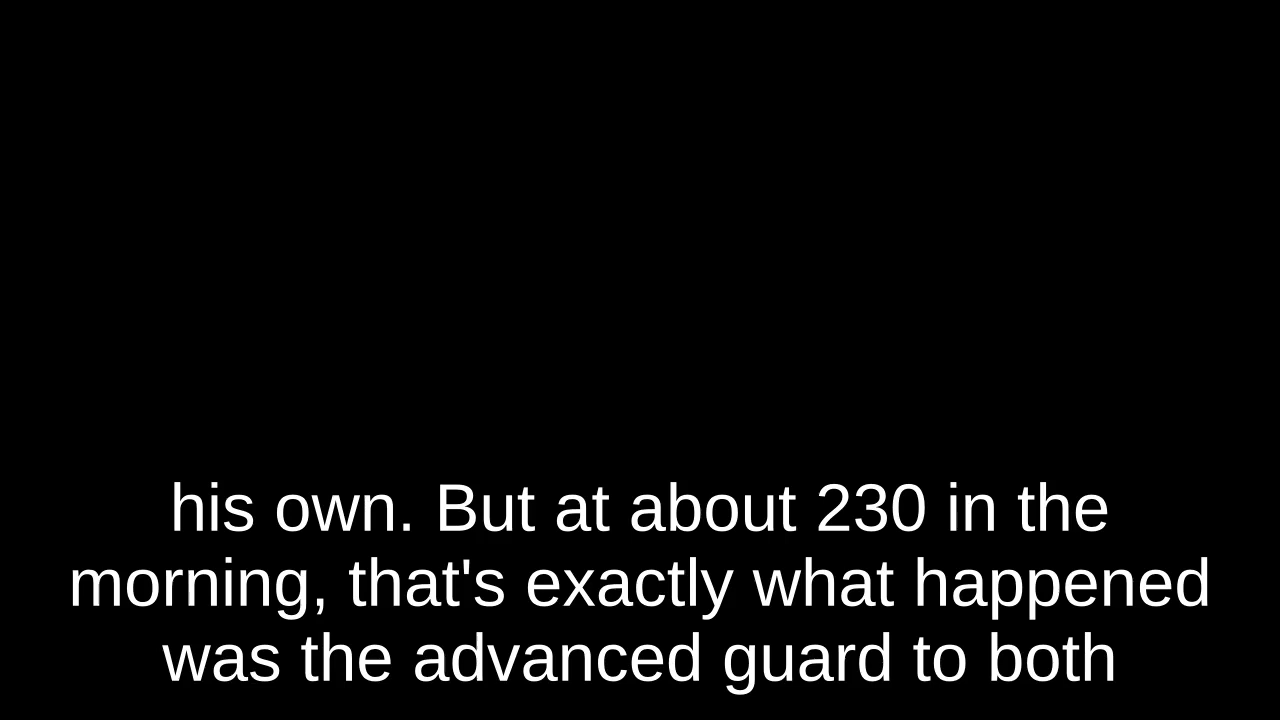 his own. But at about 230 in the
morning, that's exactly what happened
was the advanced guard to both